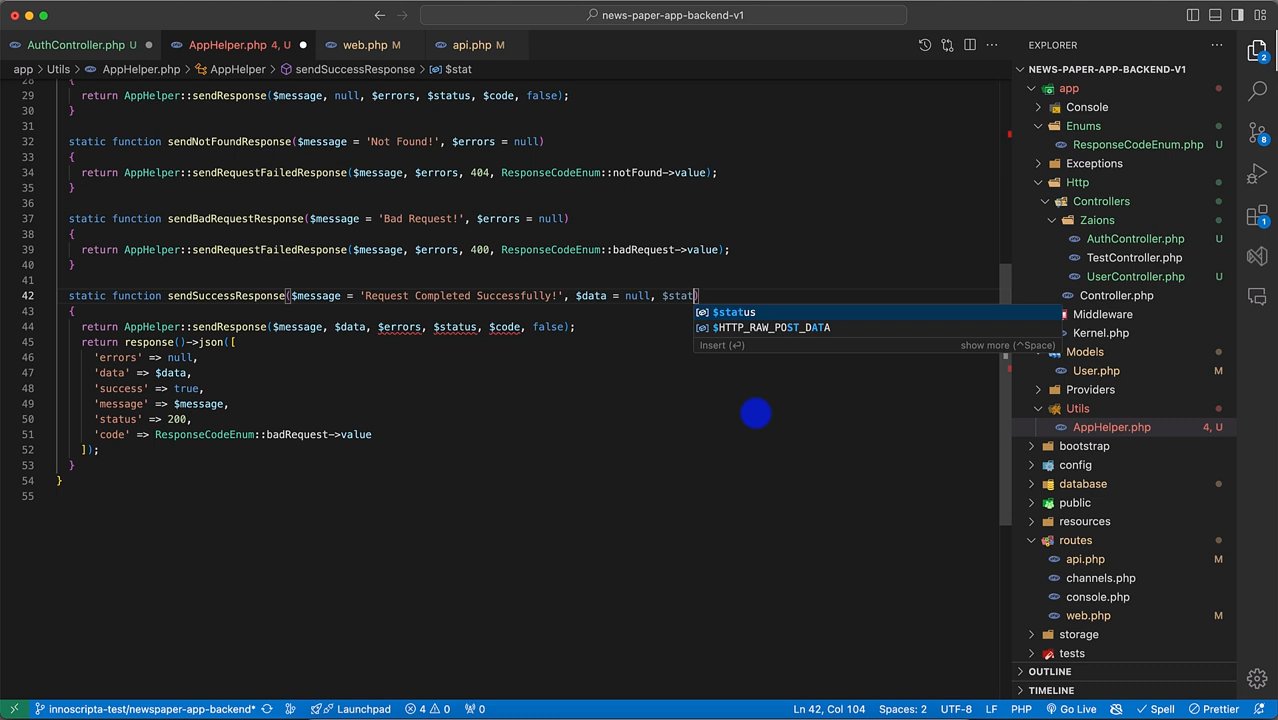 news-paper-app-backend-v1
AuthController.php U
AppHelper.php 4, U
web.php M
api.php M
app > Utils > AppHelper.php > AppHelper > sendSuccessResponse > $stat
28 {
29 return AppHelper::sendResponse($message, null, $errors, $status, $code, false);
30 }
31
32 static function sendNotFoundResponse($message = 'Not Found!', $errors = null)
33 {
34 return AppHelper::sendRequestFailedResponse($message, $errors, 404, ResponseCodeEnum::notFound->value);
35 }
36
37 static function sendBadRequestResponse($message = 'Bad Request!', $errors = null)
38 {
39 return AppHelper::sendRequestFailedResponse($message, $errors, 400, ResponseCodeEnum::badRequest->value);
40 }
41
42 static function sendSuccessResponse($message = 'Request Completed Successfully!', $data = null, $stat)
43 {
44 return AppHelper::sendResponse($message, $data, $errors, $status, $code, false);
45 return response()->json([
46 'errors' => null,
47 'data' => $data,
48 'success' => true,
49 'message' => $message,
50 'status' => 200,
51 'code' => ResponseCodeEnum::badRequest->value
52 ]);
53 }
54 }
55
$status
$HTTP_RAW_POST_DATA
Insert (⏎) show more (^Space)
EXPLORER
NEWS-PAPER-APP-BACKEND-V1
app
Console
Enums
ResponseCodeEnum.php U
Exceptions
Http
Controllers
Zaions
AuthController.php U
TestController.php
UserController.php U
Controller.php
Middleware
Kernel.php
Models
User.php M
Providers
Utils
AppHelper.php 4, U
bootstrap
config
database
public
resources
routes
api.php M
channels.php
console.php
web.php M
storage
tests
OUTLINE
TIMELINE
2
8
1
innoscripta-test/newspaper-app-backend* Launchpad 4 0 0 Ln 42, Col 104 Spaces: 2 UTF-8 LF PHP Go Live Spell Prettier